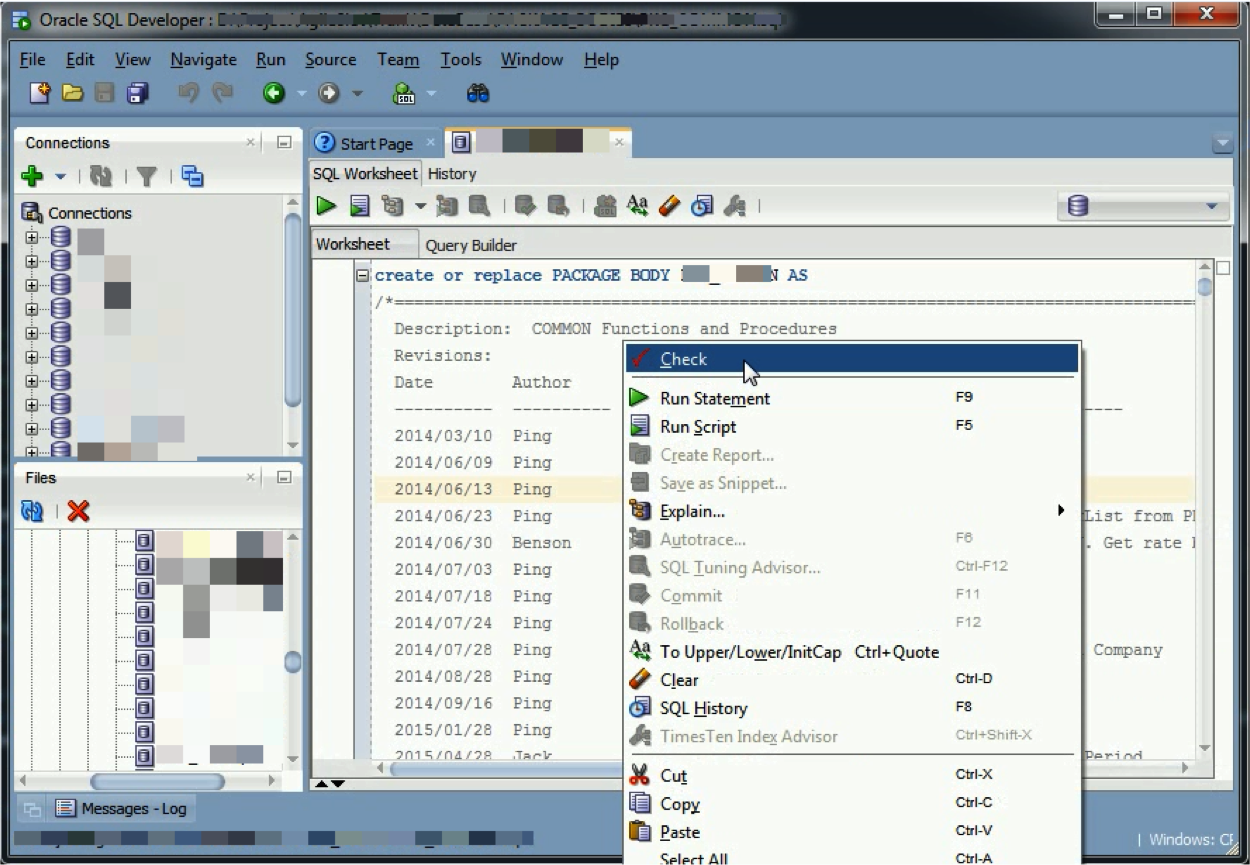 Oracle SQL Developer :
File Edit View Navigate Run Source Team Tools Window Help
Connections
Connections
Files
Messages - Log
Start Page
SQL Worksheet History
Worksheet Query Builder
create or replace PACKAGE BODY _ N AS
/*==============================================================================
Description: COMMON Functions and Procedures
Revisions:
Date Author
---------- ----------
2014/03/10 Ping
2014/06/09 Ping
2014/06/13 Ping
2014/06/23 Ping List from
2014/06/30 Benson . Get rate
2014/07/03 Ping
2014/07/18 Ping
2014/07/24 Ping
2014/07/28 Ping Company
2014/08/28 Ping
2014/09/16 Ping
2015/01/28 Ping
2015/04/28 Jack Period
Check
Run Statement F9
Run Script F5
Create Report...
Save as Snippet...
Explain...
Autotrace... F6
SQL Tuning Advisor... Ctrl-F12
Commit F11
Rollback F12
To Upper/Lower/InitCap Ctrl+Quote
Clear Ctrl-D
SQL History F8
TimesTen Index Advisor Ctrl+Shift-X
Cut Ctrl-X
Copy Ctrl-C
Paste Ctrl-V
Select All Ctrl-A
| Windows: